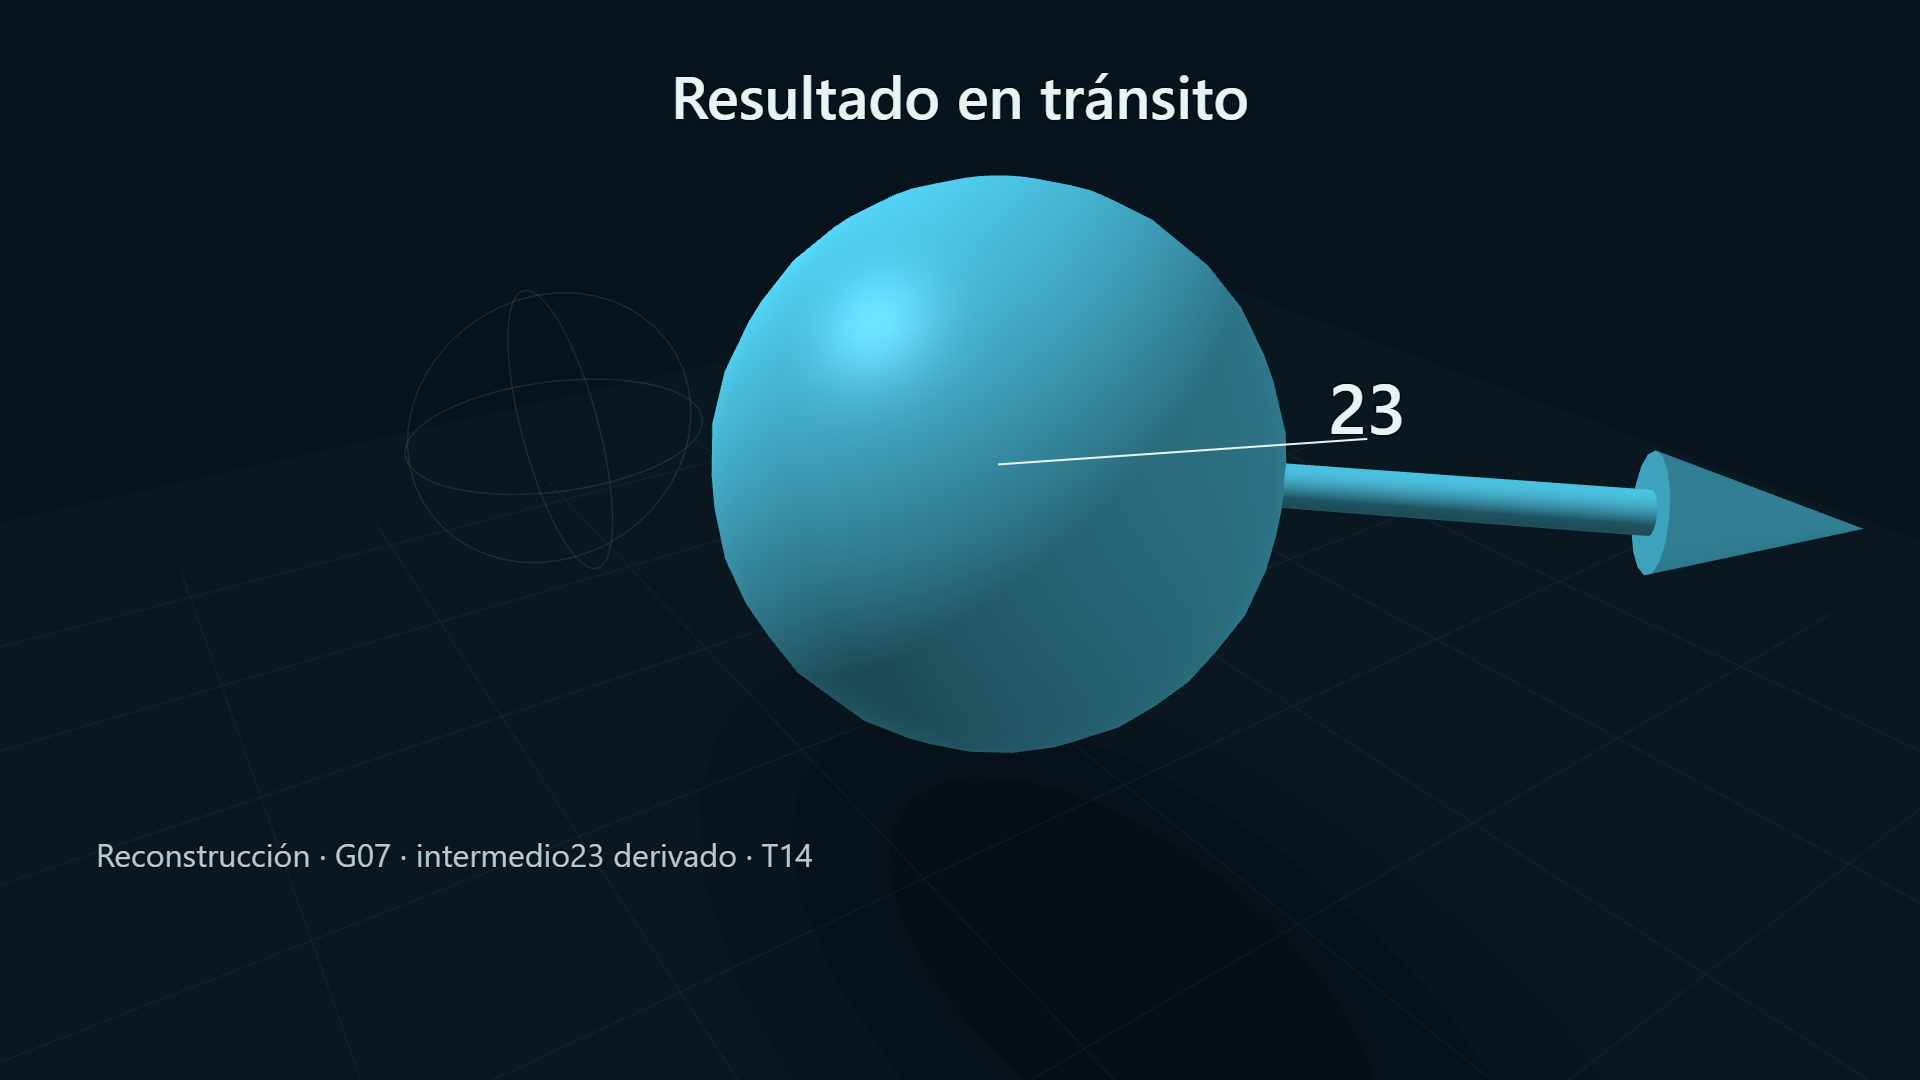 Resultado en tránsito
23
Reconstrucción · G07 · intermedio23 derivado · T14